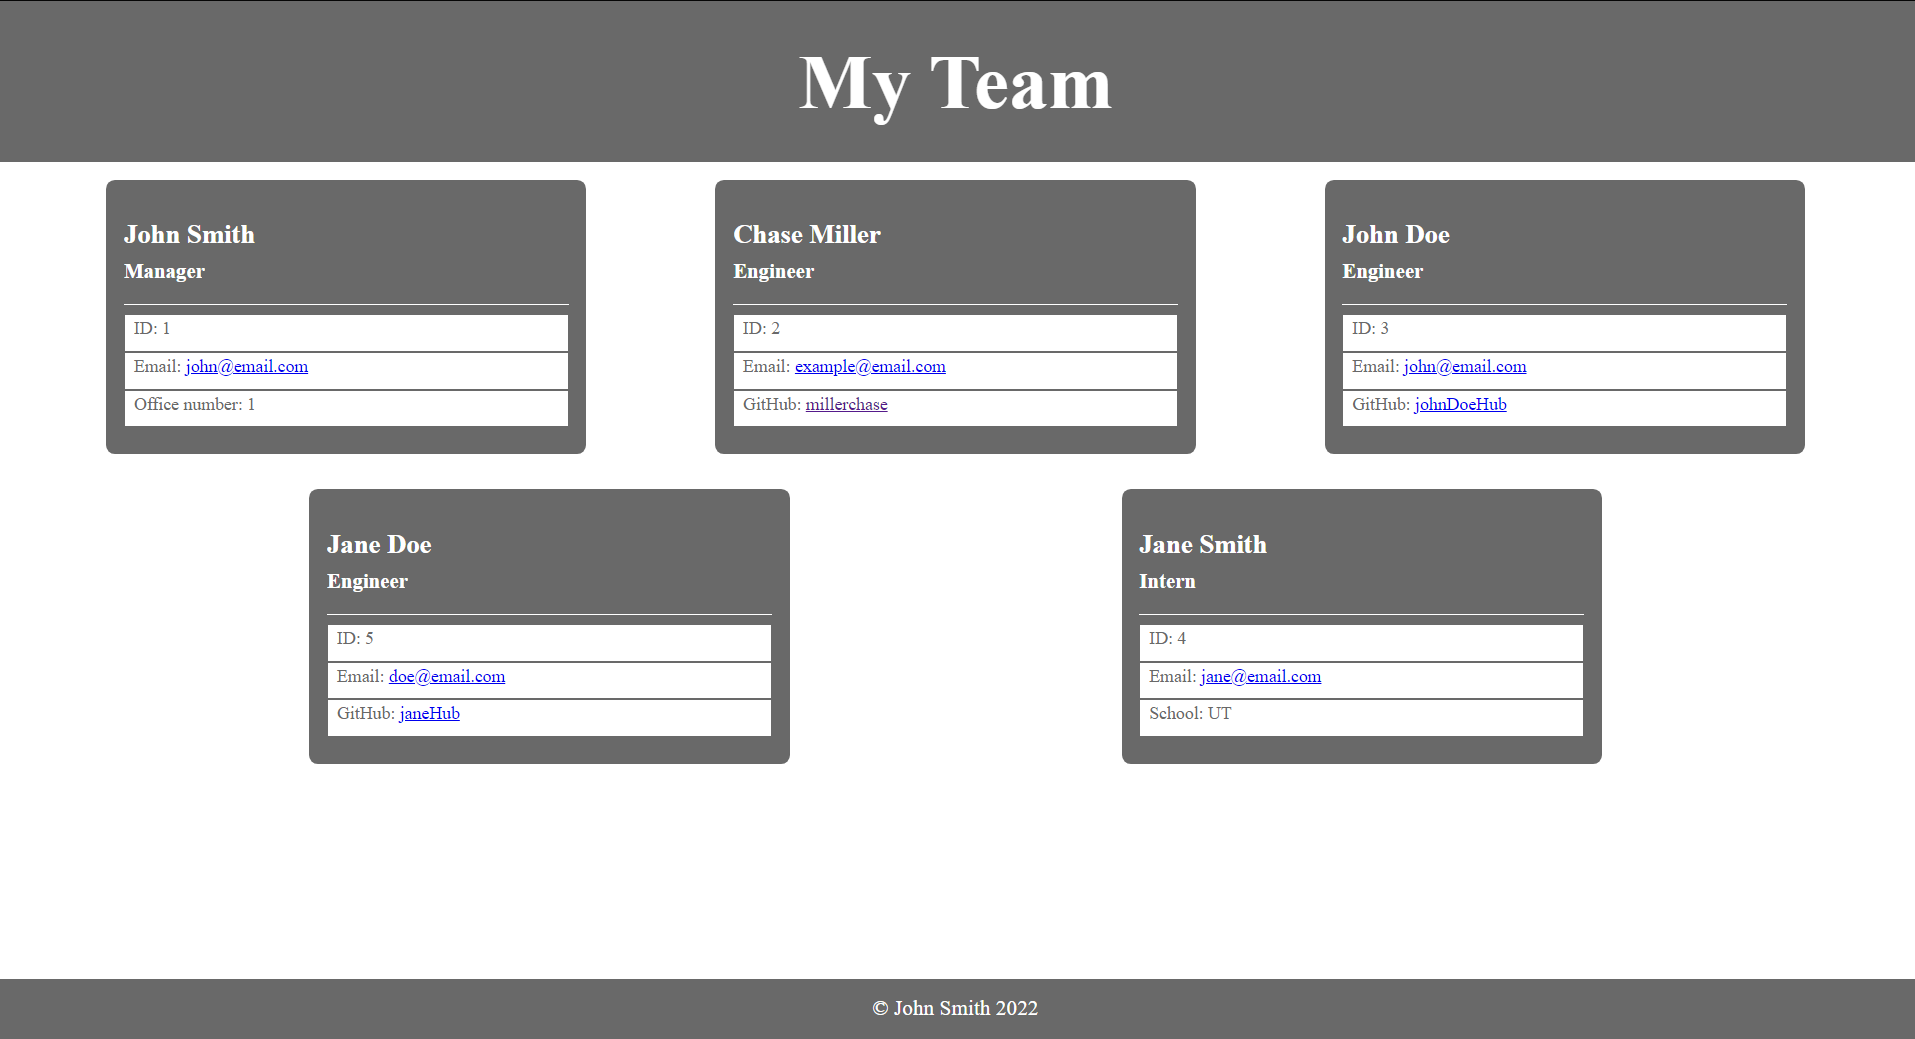 My Team
John Smith
Manager
ID: 1
Email: john@email.com
Office number: 1
Chase Miller
Engineer
ID: 2
Email: example@email.com
GitHub: millerchase
John Doe
Engineer
ID: 3
Email: john@email.com
GitHub: johnDoeHub
Jane Doe
Engineer
ID: 5
Email: doe@email.com
GitHub: janeHub
Jane Smith
Intern
ID: 4
Email: jane@email.com
School: UT
© John Smith 2022